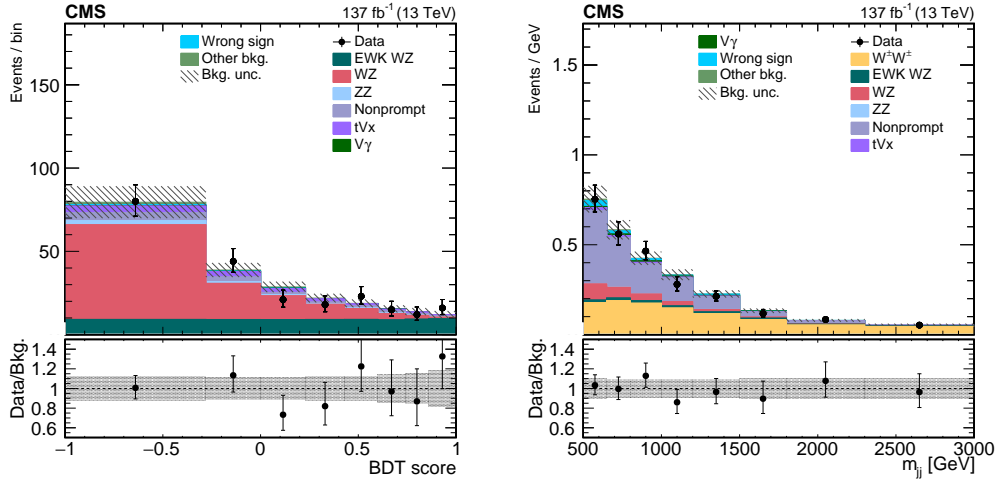 CMS 137 fb⁻¹ (13 TeV)
Events / bin
150
100
50
Wrong sign
Other bkg.
Bkg. unc.
Data
EWK WZ
WZ
ZZ
Nonprompt
tVx
Vγ
Data/Bkg.
1.4
1.2
1
0.8
0.6
−1 −0.5 0 0.5 1
BDT score
CMS 137 fb⁻¹ (13 TeV)
Events / GeV
1.5
1
0.5
0
Vγ
Wrong sign
Other bkg.
Bkg. unc.
Data
W±W±
EWK WZ
WZ
ZZ
Nonprompt
tVx
Data/Bkg.
1.4
1.2
1
0.8
0.6
500 1000 1500 2000 2500 3000
mjj [GeV]